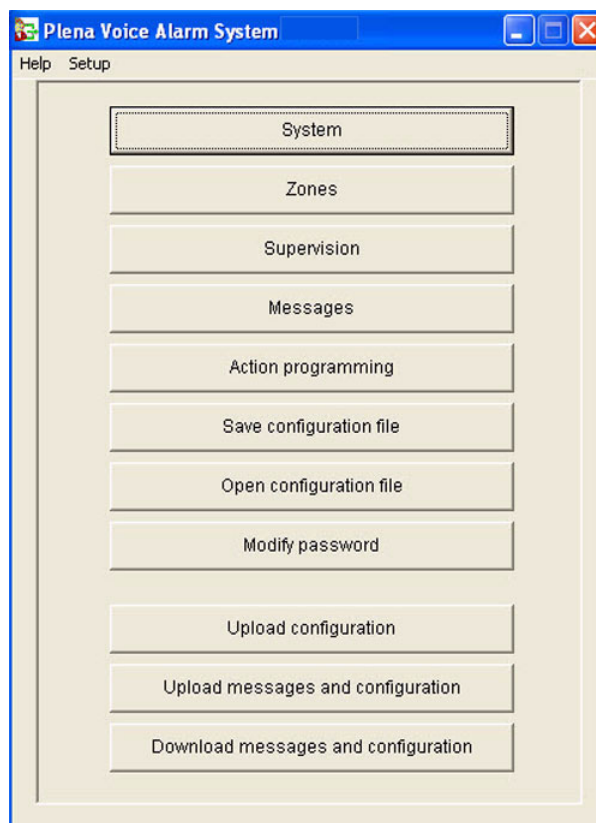 Plena Voice Alarm System
Help Setup
System
Zones
Supervision
Messages
Action programming
Save configuration file
Open configuration file
Modify password
Upload configuration
Upload messages and configuration
Download messages and configuration